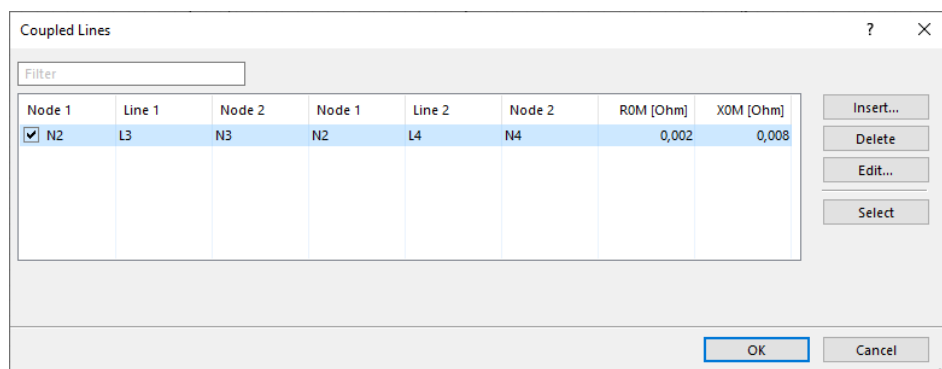 Coupled Lines ?
Filter
Node 1 Line 1 Node 2 Node 1 Line 2 Node 2 R0M [Ohm] X0M [Ohm] Insert...
N2 L3 N3 N2 L4 N4 0,002 0,008 Delete
Edit...
Select
OK Cancel